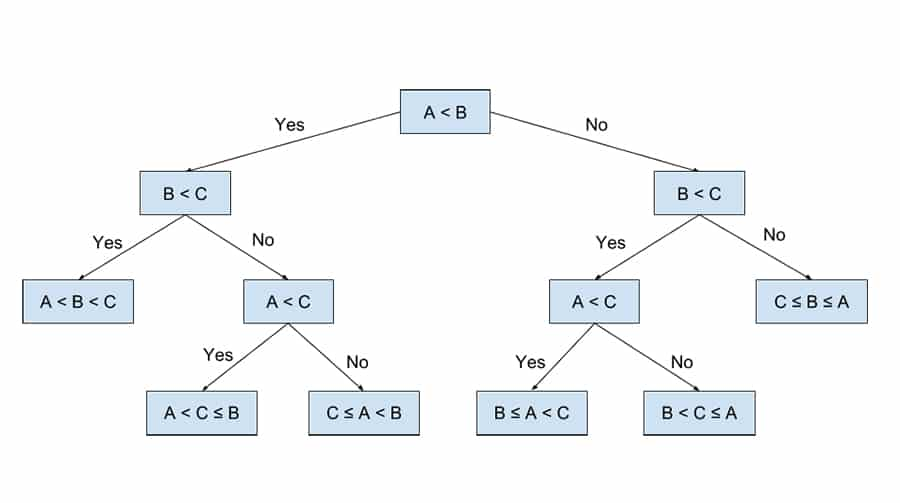 A < B
Yes
No
B < C
B < C
Yes
No
Yes
No
A < B < C
A < C
A < C
C ≤ B ≤ A
Yes
No
Yes
No
A < C ≤ B
C ≤ A < B
B ≤ A < C
B < C ≤ A